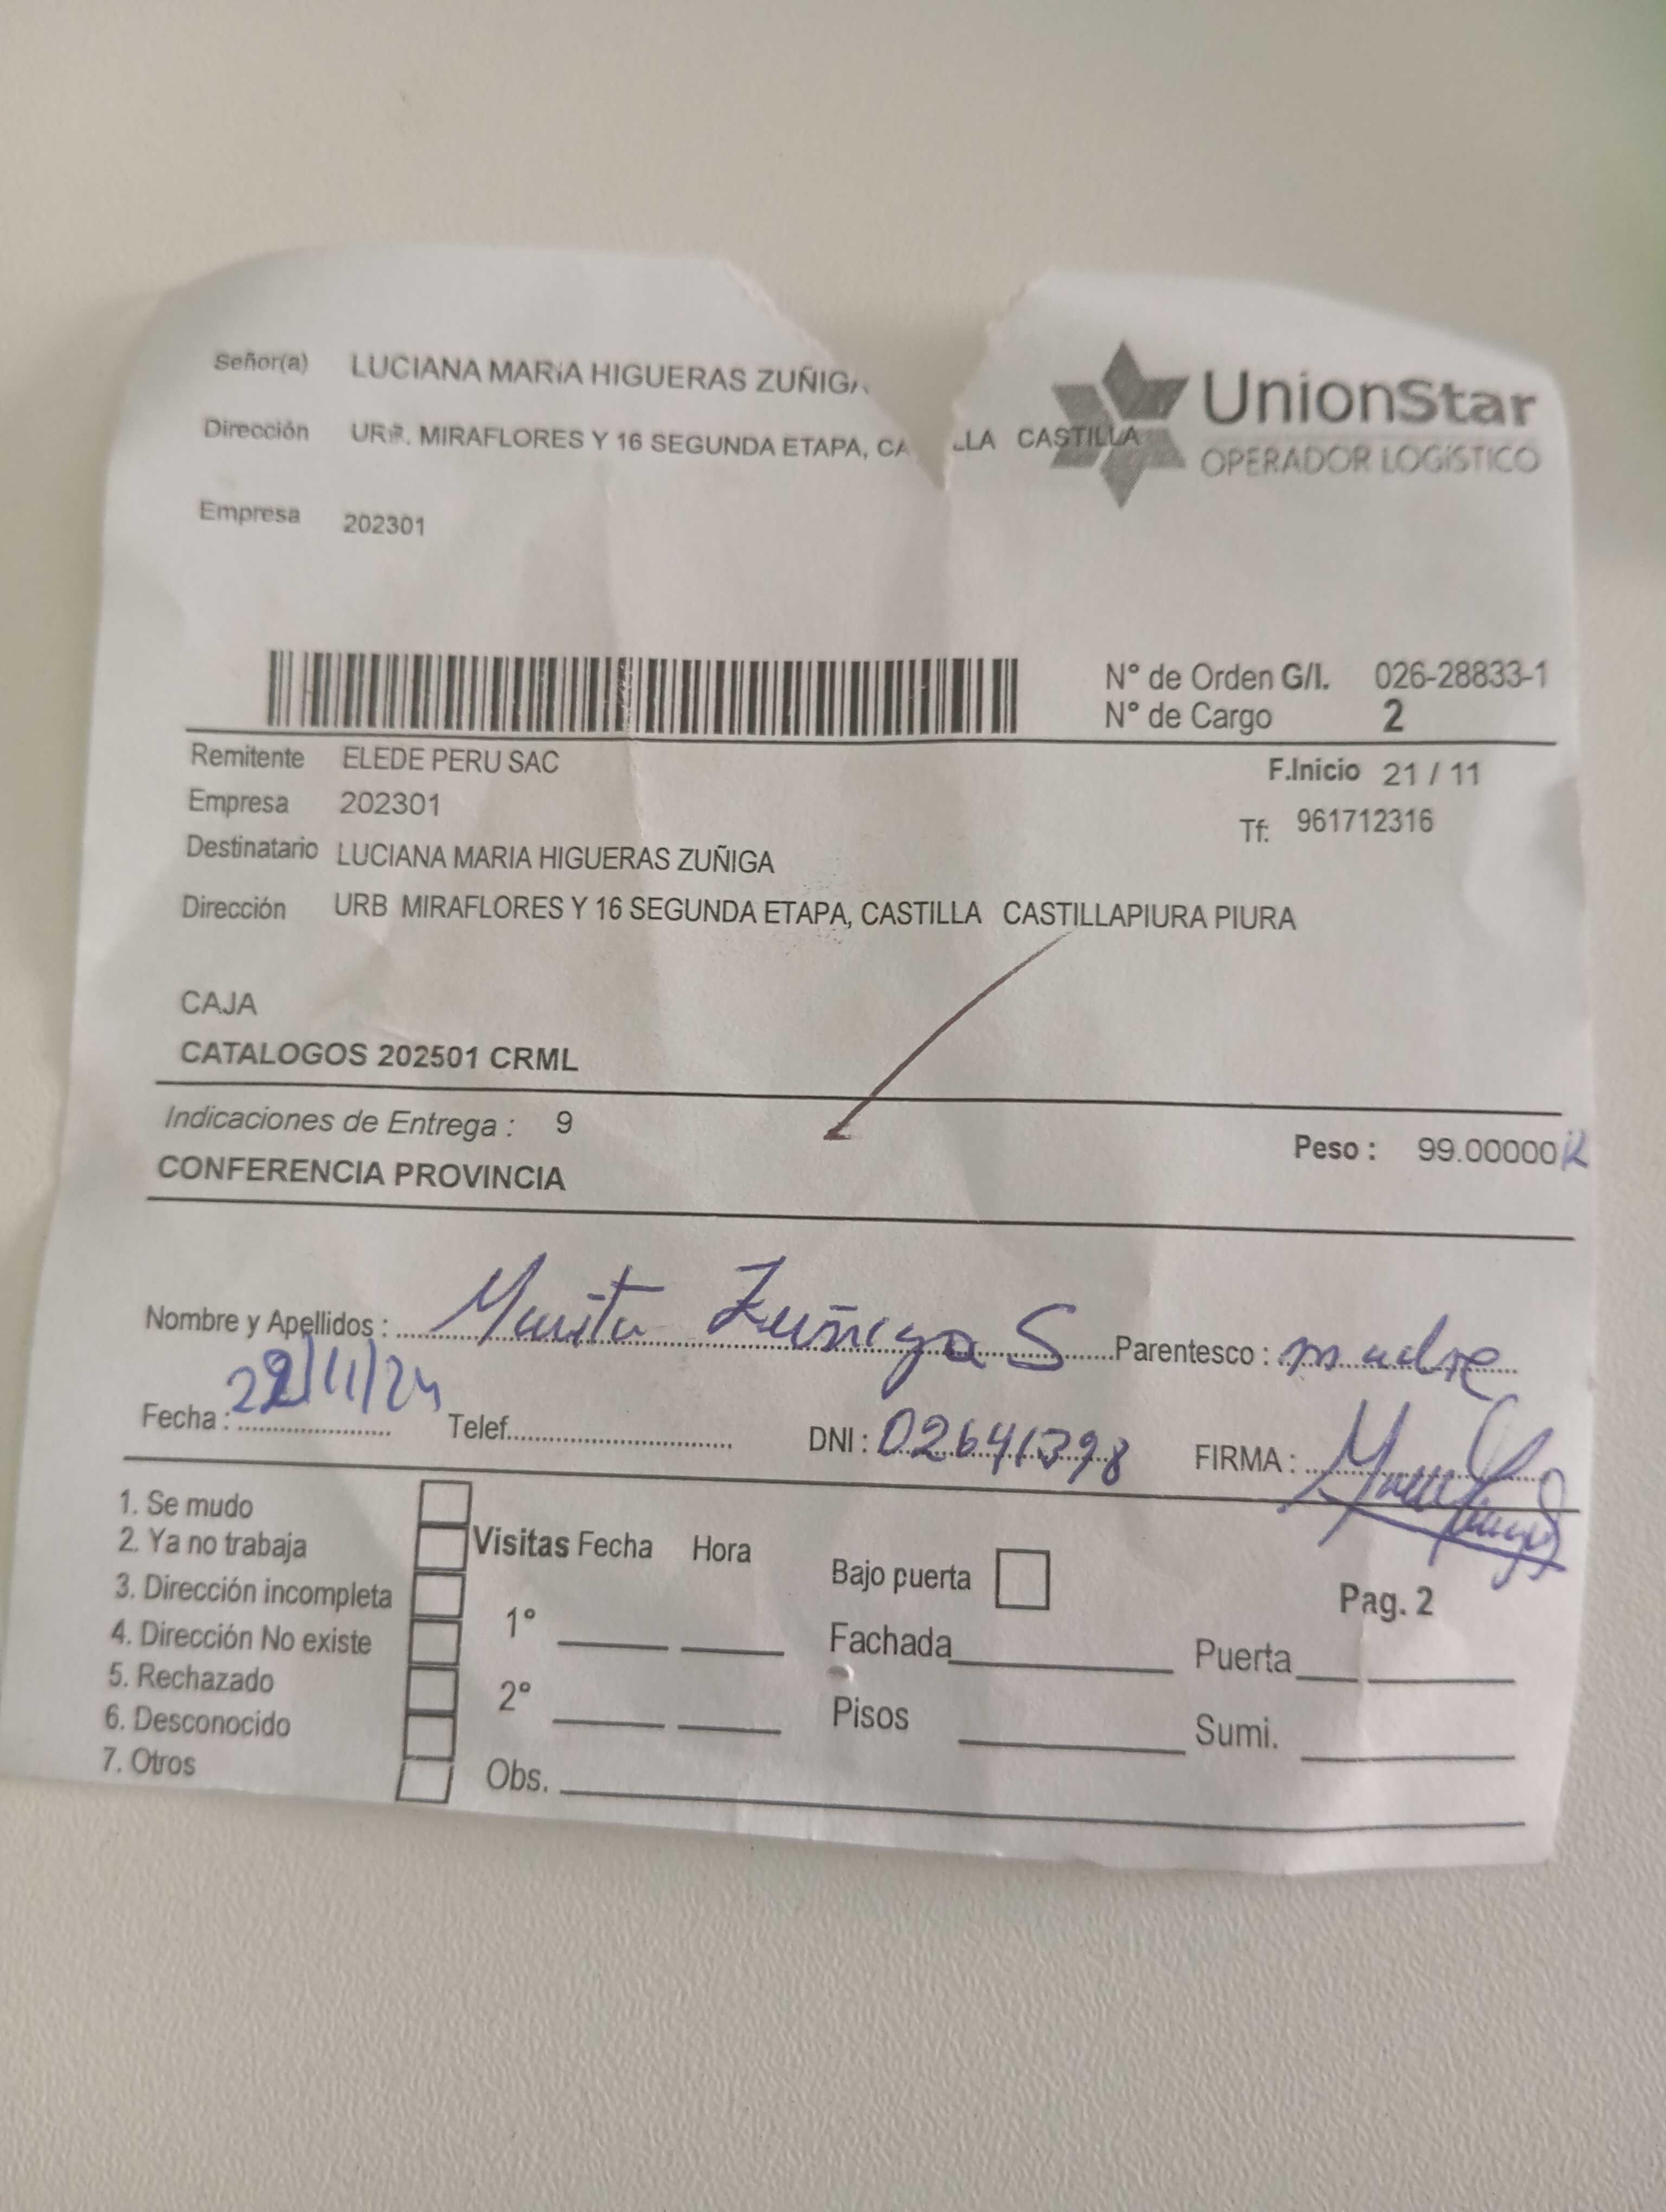 Señor(a) LUCIANA MARiA HIGUERAS ZUÑIGA
UnionStar
OPERADOR LOGíSTICO
Dirección URB. MIRAFLORES Y 16 SEGUNDA ETAPA, CA LLA CASTILLA
Empresa 202301
N° de Orden G/I. 026-28833-1
N° de Cargo 2
Remitente ELEDE PERU SAC
F.Inicio 21 / 11
Empresa 202301
Tf: 961712316
Destinatario LUCIANA MARIA HIGUERAS ZUÑIGA
Dirección URB MIRAFLORES Y 16 SEGUNDA ETAPA, CASTILLA CASTILLAPIURA PIURA
CAJA
CATALOGOS 202501 CRML
Indicaciones de Entrega : 9
Peso : 99.00000 K
CONFERENCIA PROVINCIA
Nombre y Apellidos : Marita Zuñiga S Parentesco : madre
Fecha : 22/11/24 Telef. DNI : 02641398 FIRMA :
1. Se mudo
2. Ya no trabaja
3. Dirección incompleta
4. Dirección No existe
5. Rechazado
6. Desconocido
7. Otros
Visitas Fecha Hora
1°
2°
Obs.
Bajo puerta
Pag. 2
Fachada Puerta
Pisos Sumi.